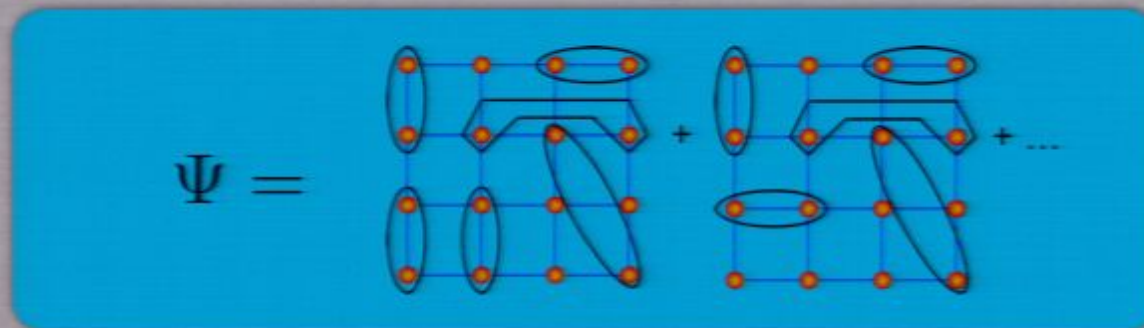 Ψ = + + ...